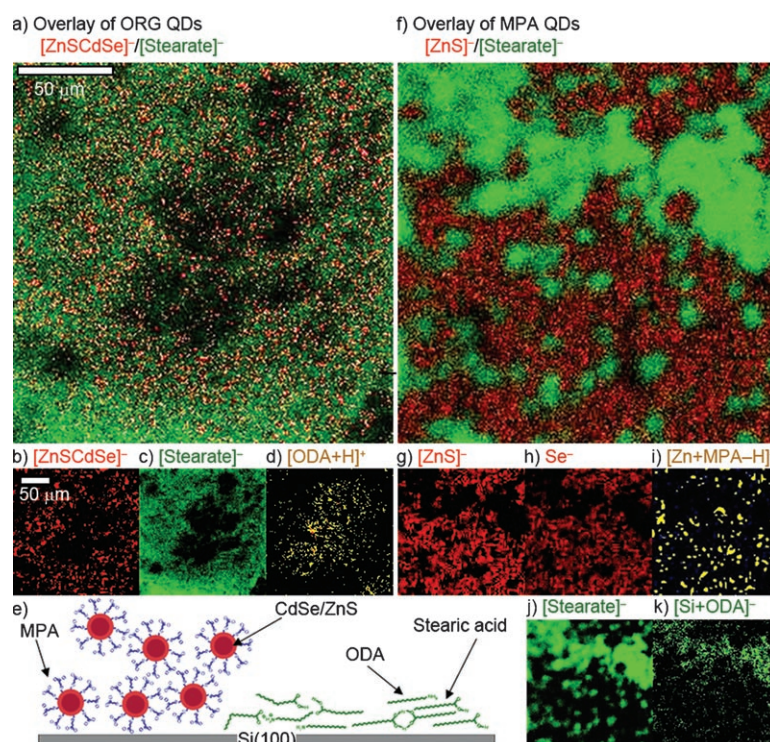 a) Overlay of ORG QDs
[ZnSCdSe]⁻/[Stearate]⁻
50 μm
f) Overlay of MPA QDs
[ZnS]⁻/[Stearate]⁻
b) [ZnSCdSe]⁻ c) [Stearate]⁻ d) [ODA+H]⁺
50 μm
g) [ZnS]⁻ h) Se⁻ i) [Zn+MPA–H]
e)
MPA
CdSe/ZnS
ODA
Stearic acid
Si(100)
j) [Stearate]⁻ k) [Si+ODA]⁻